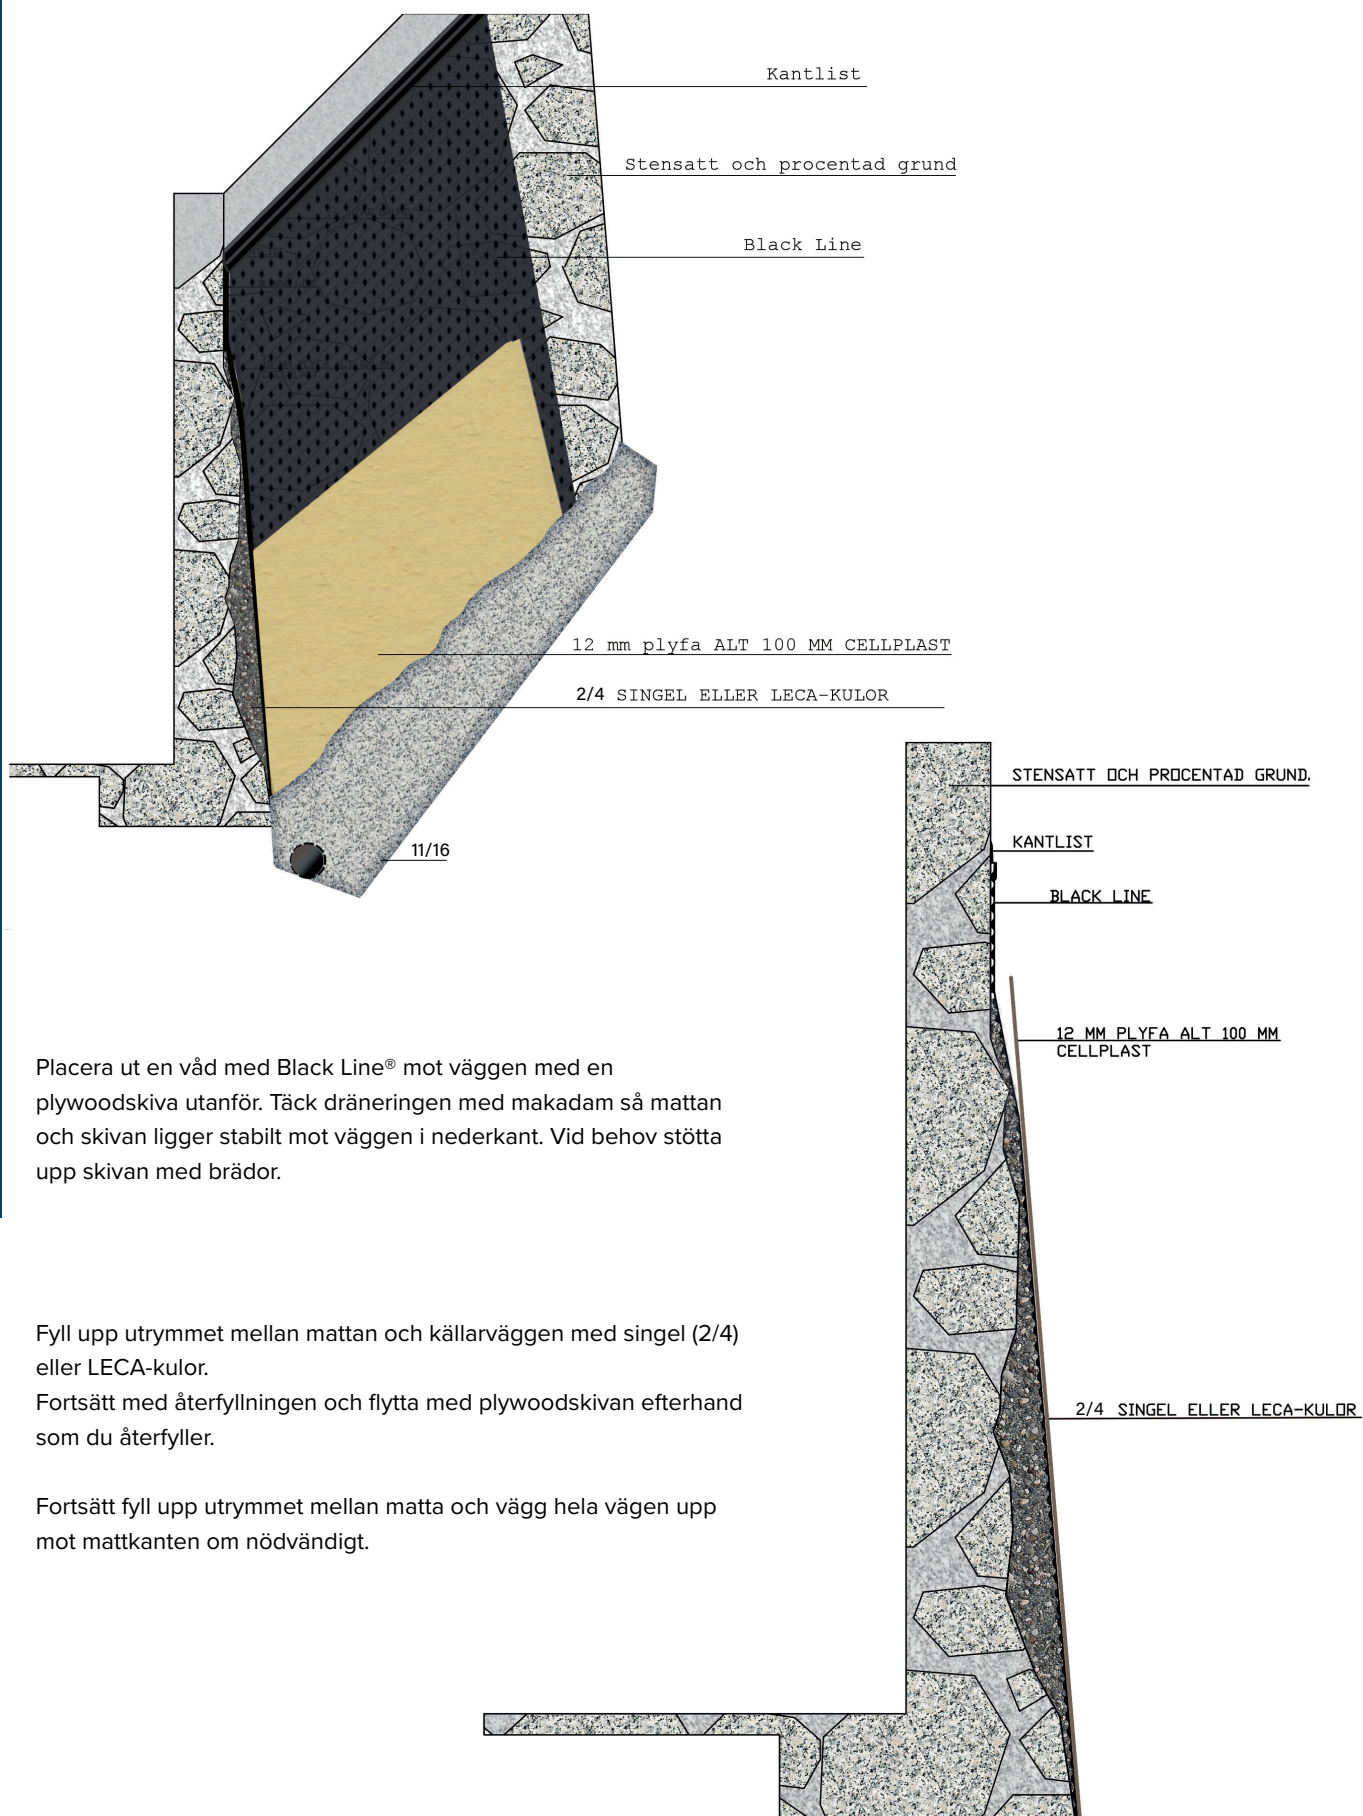 Kantlist
Stensatt och procentad grund
Black Line
12 mm plyfa ALT 100 MM CELLPLAST
2/4 SINGEL ELLER LECA-KULOR
11/16
STENSATT OCH PROCENTAD GRUND.
KANTLIST
BLACK LINE
12 MM PLYFA ALT 100 MM
CELLPLAST
2/4 SINGEL ELLER LECA-KULOR
Placera ut en våd med Black Line® mot väggen med en
plywoodskiva utanför. Täck dräneringen med makadam så mattan
och skivan ligger stabilt mot väggen i nederkant. Vid behov stötta
upp skivan med brädor.
Fyll upp utrymmet mellan mattan och källarväggen med singel (2/4)
eller LECA-kulor.
Fortsätt med återfyllningen och flytta med plywoodskivan efterhand
som du återfyller.
Fortsätt fyll upp utrymmet mellan matta och vägg hela vägen upp
mot mattkanten om nödvändigt.